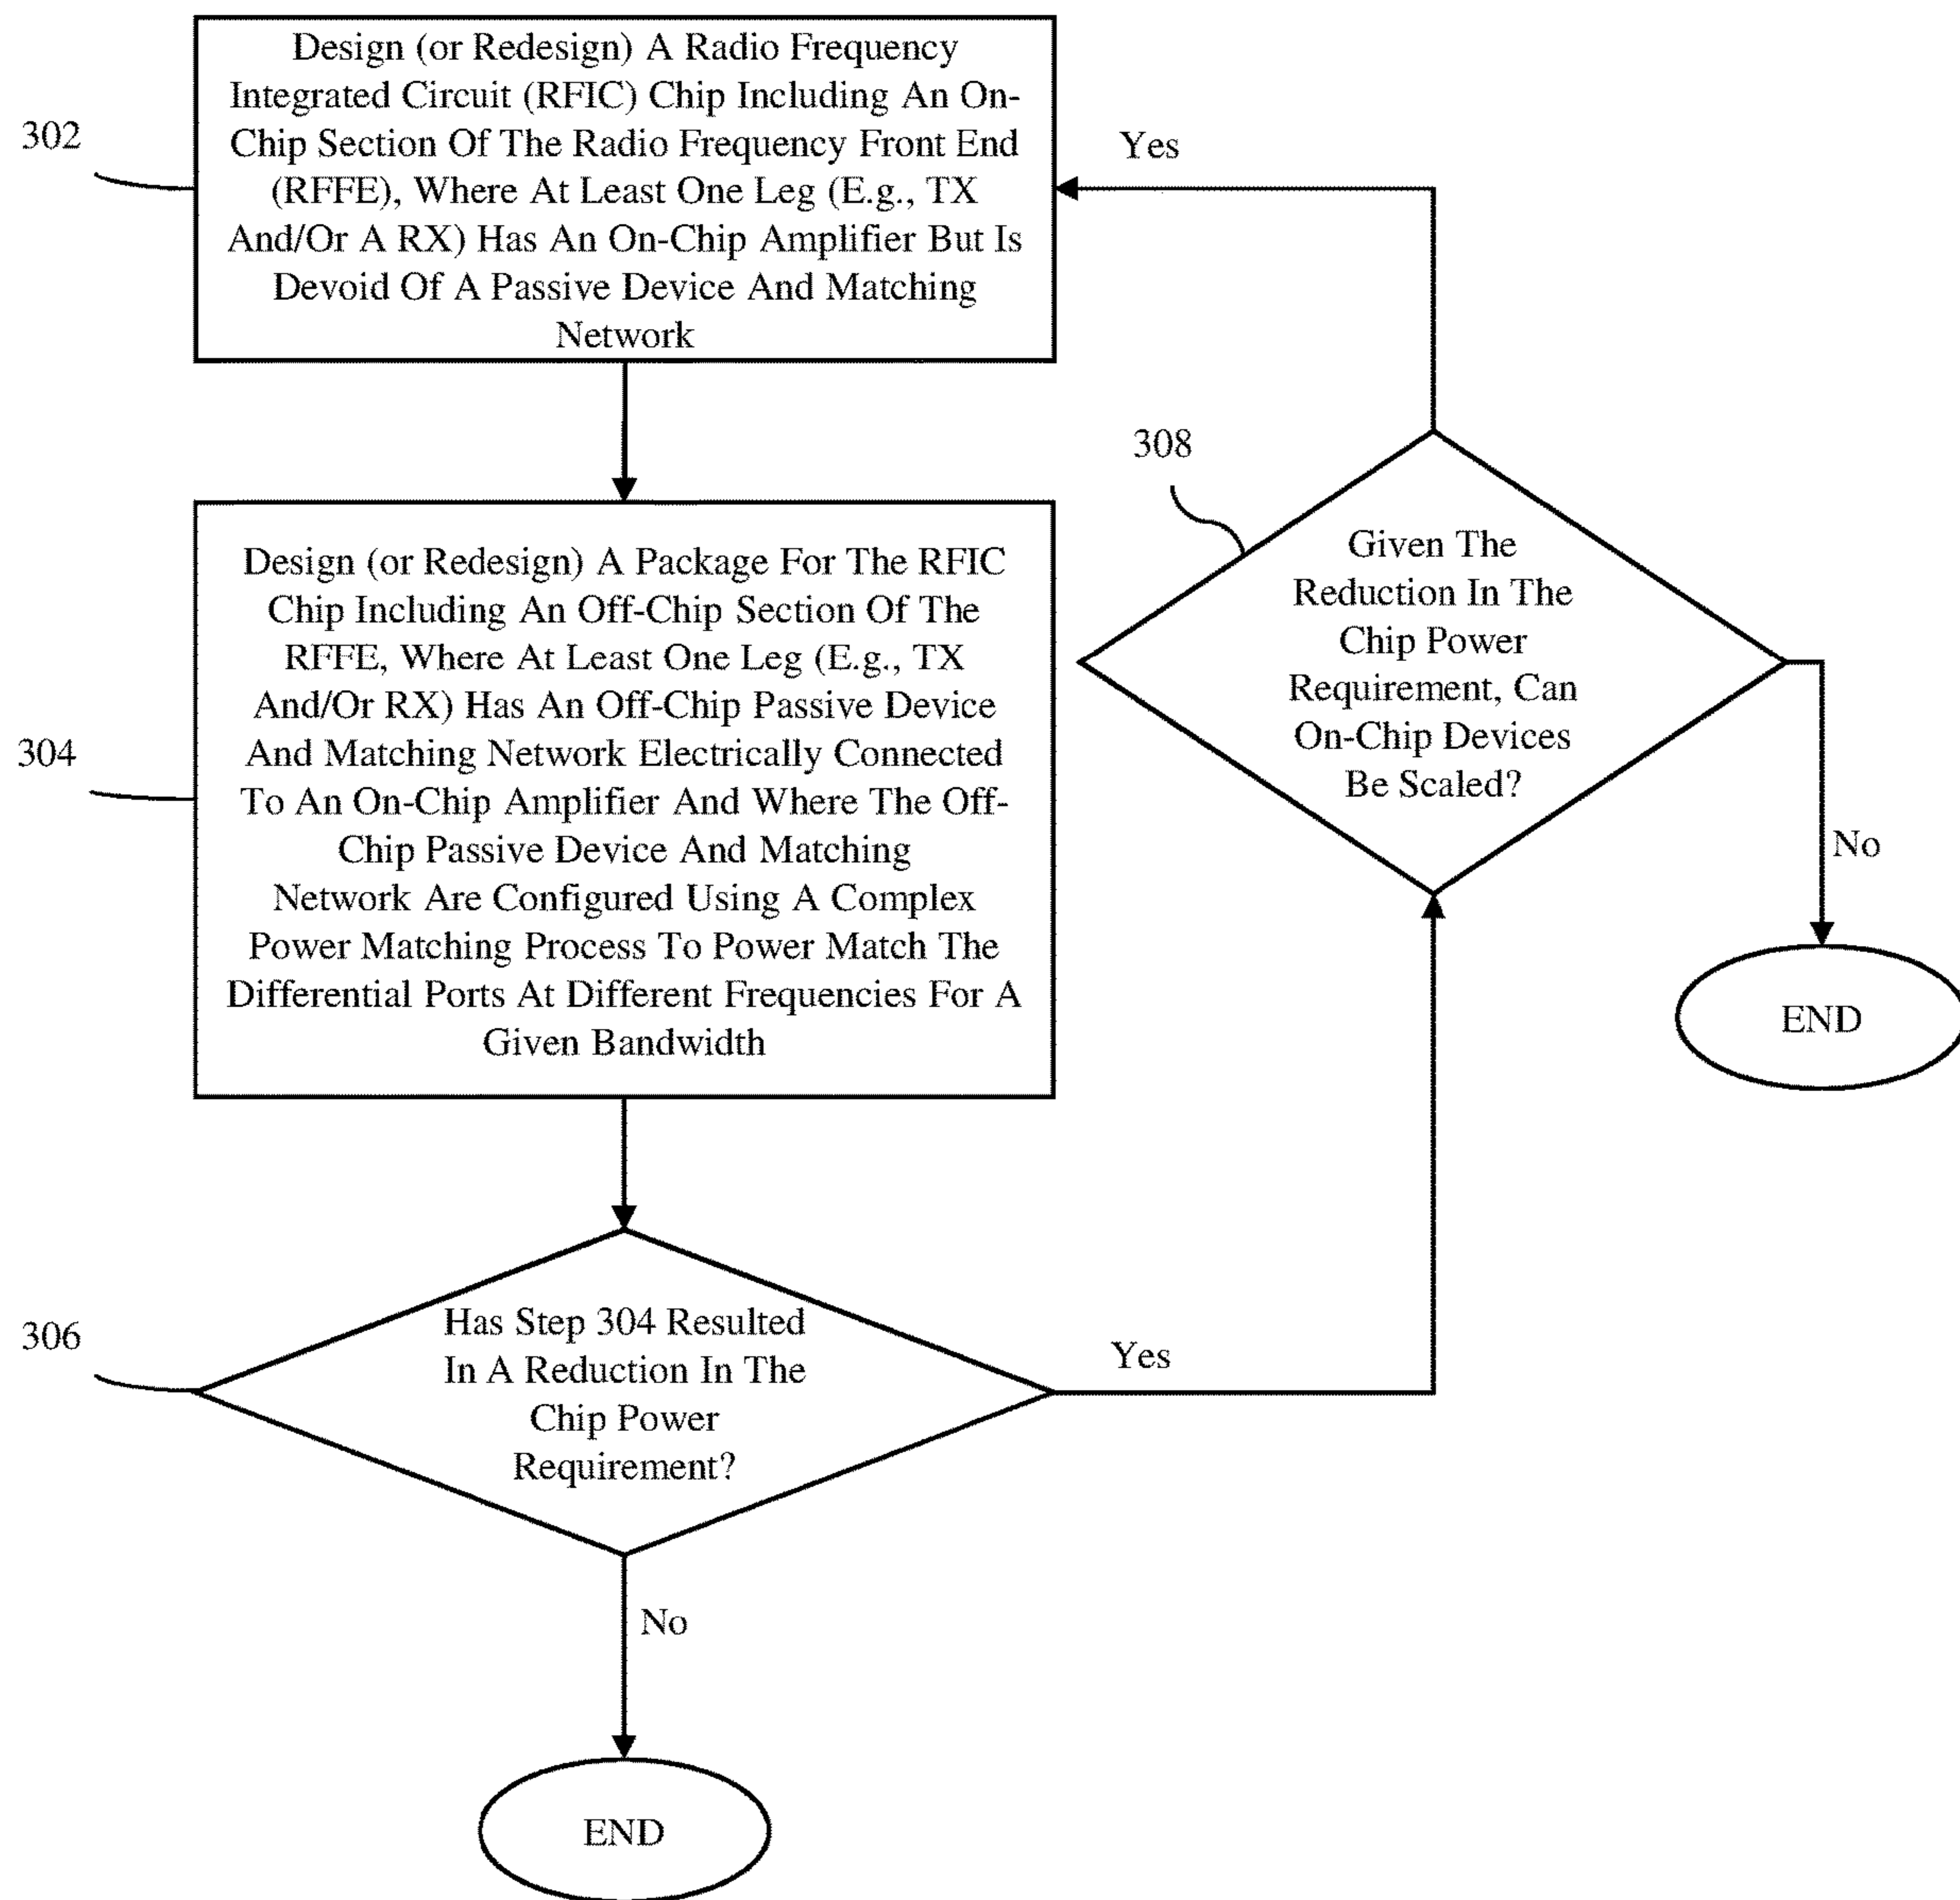 Design (or Redesign) A Radio Frequency
Integrated Circuit (RFIC) Chip Including An On-
Chip Section Of The Radio Frequency Front End
(RFFE), Where At Least One Leg (E.g., TX
And/Or A RX) Has An On-Chip Amplifier But Is
Devoid Of A Passive Device And Matching
Network
302
Yes
Design (or Redesign) A Package For The RFIC
Chip Including An Off-Chip Section Of The
RFFE, Where At Least One Leg (E.g., TX
And/Or RX) Has An Off-Chip Passive Device
And Matching Network Electrically Connected
To An On-Chip Amplifier And Where The Off-
Chip Passive Device And Matching
Network Are Configured Using A Complex
Power Matching Process To Power Match The
Differential Ports At Different Frequencies For A
Given Bandwidth
304
308
Given The
Reduction In The
Chip Power
Requirement, Can
On-Chip Devices
Be Scaled?
No
END
306
Has Step 304 Resulted
In A Reduction In The
Chip Power
Requirement?
Yes
No
END